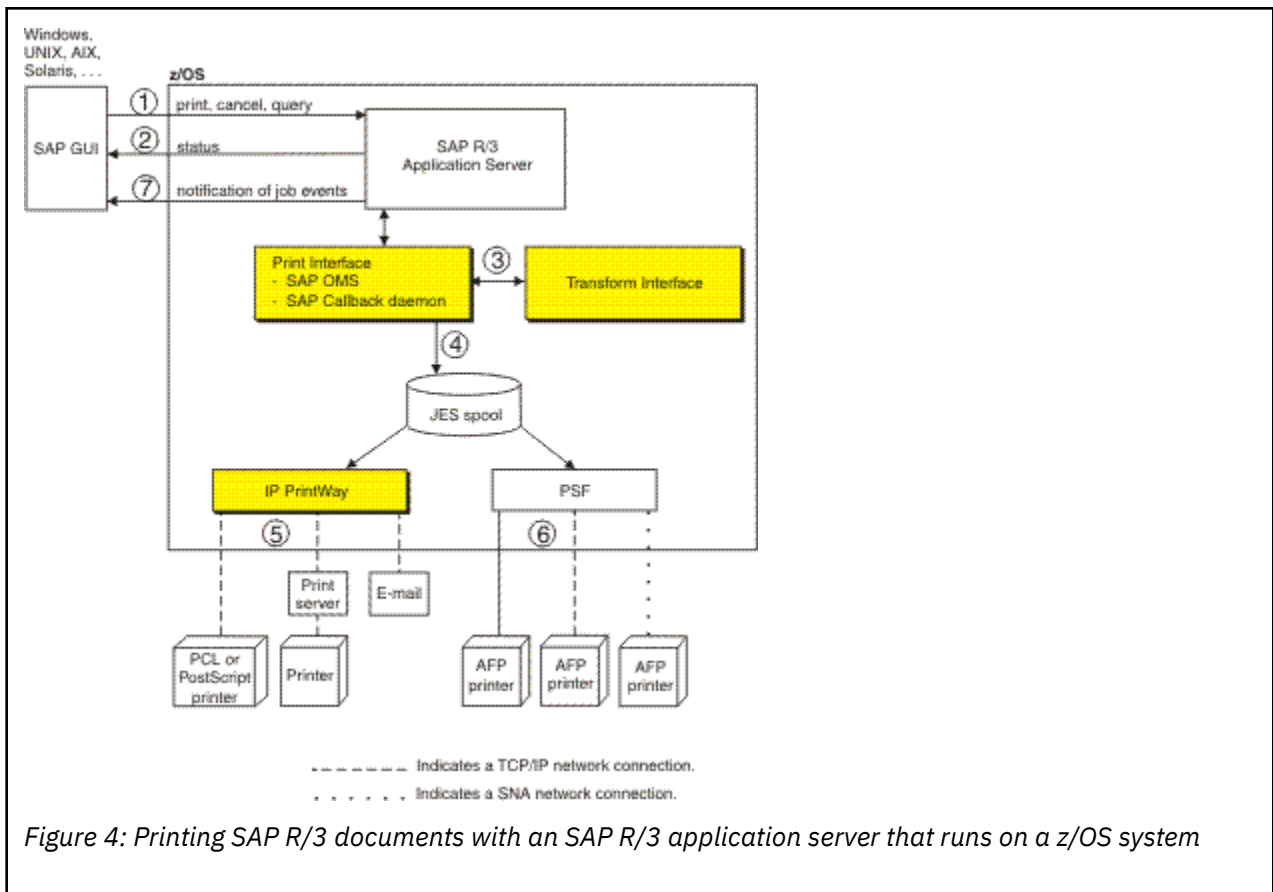 Windows,
UNIX, AIX,
Solaris, . . .
z/OS
SAP GUI
① print, cancel, query
② status
⑦ notification of job events
SAP R/3
Application Server
Print Interface
- SAP OMS
- SAP Callback daemon
③
Transform Interface
④
JES spool
IP PrintWay
PSF
⑤
⑥
Print
server
E-mail
PCL or
PostScript
printer
Printer
AFP
printer
AFP
printer
AFP
printer
Indicates a TCP/IP network connection.
Indicates a SNA network connection.
Figure 4: Printing SAP R/3 documents with an SAP R/3 application server that runs on a z/OS system